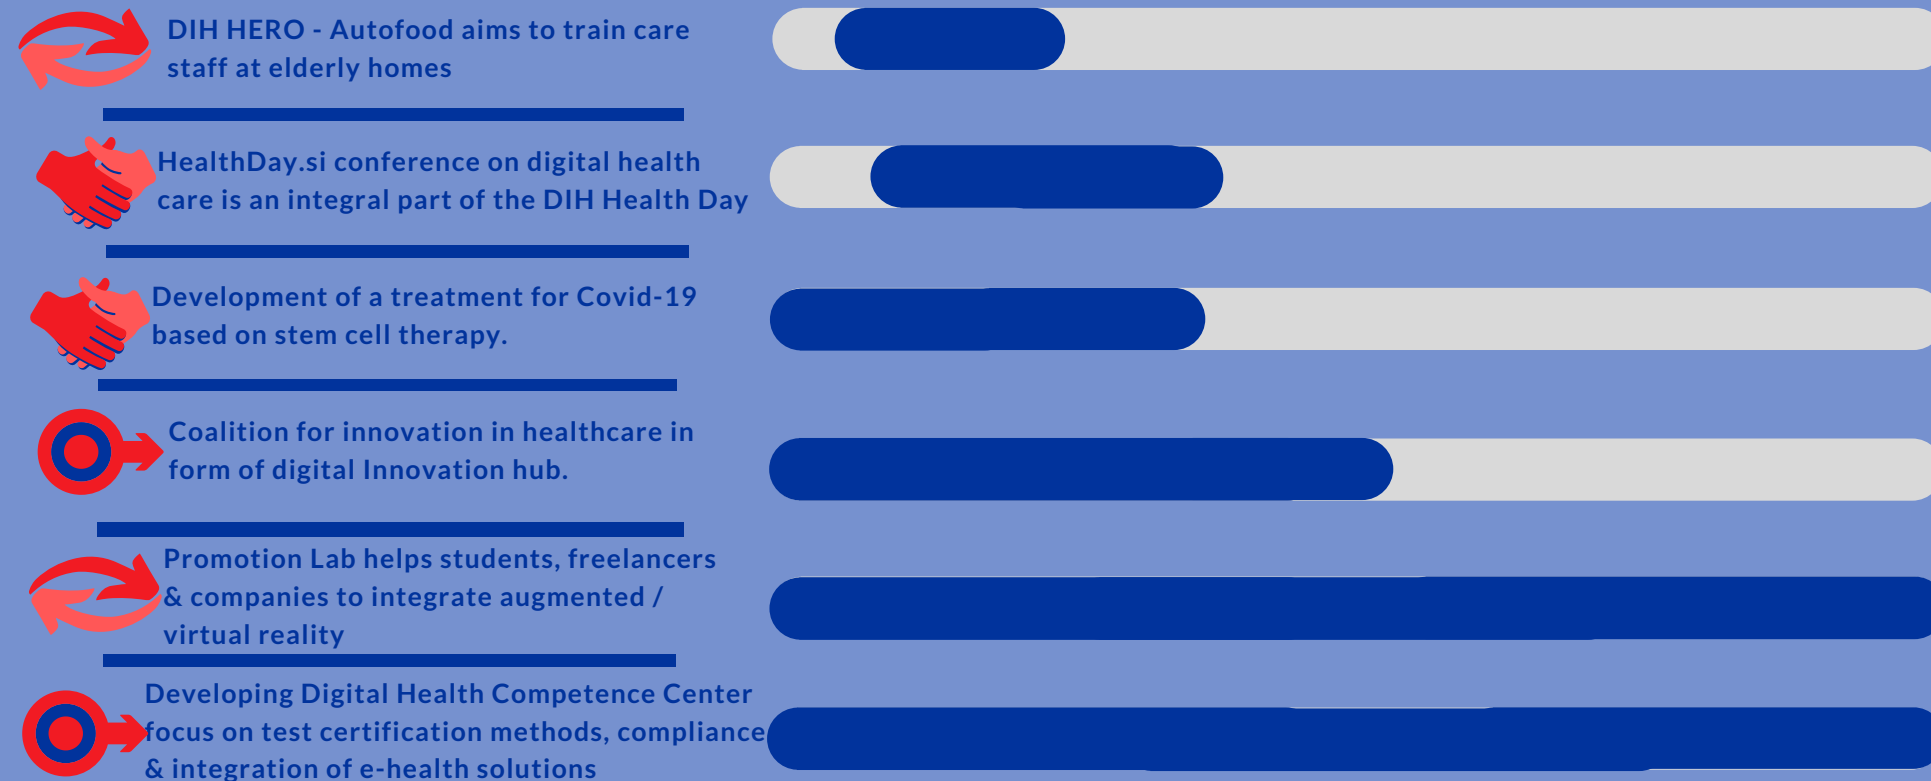 DIH HERO - Autofood aims to train care
staff at elderly homes
HealthDay.si conference on digital health
care is an integral part of the DIH Health Day
Development of a treatment for Covid-19
based on stem cell therapy.
Coalition for innovation in healthcare in
form of digital Innovation hub.
Promotion Lab helps students, freelancers
& companies to integrate augmented /
virtual reality
Developing Digital Health Competence Center
focus on test certification methods, compliance
& integration of e-health solutions